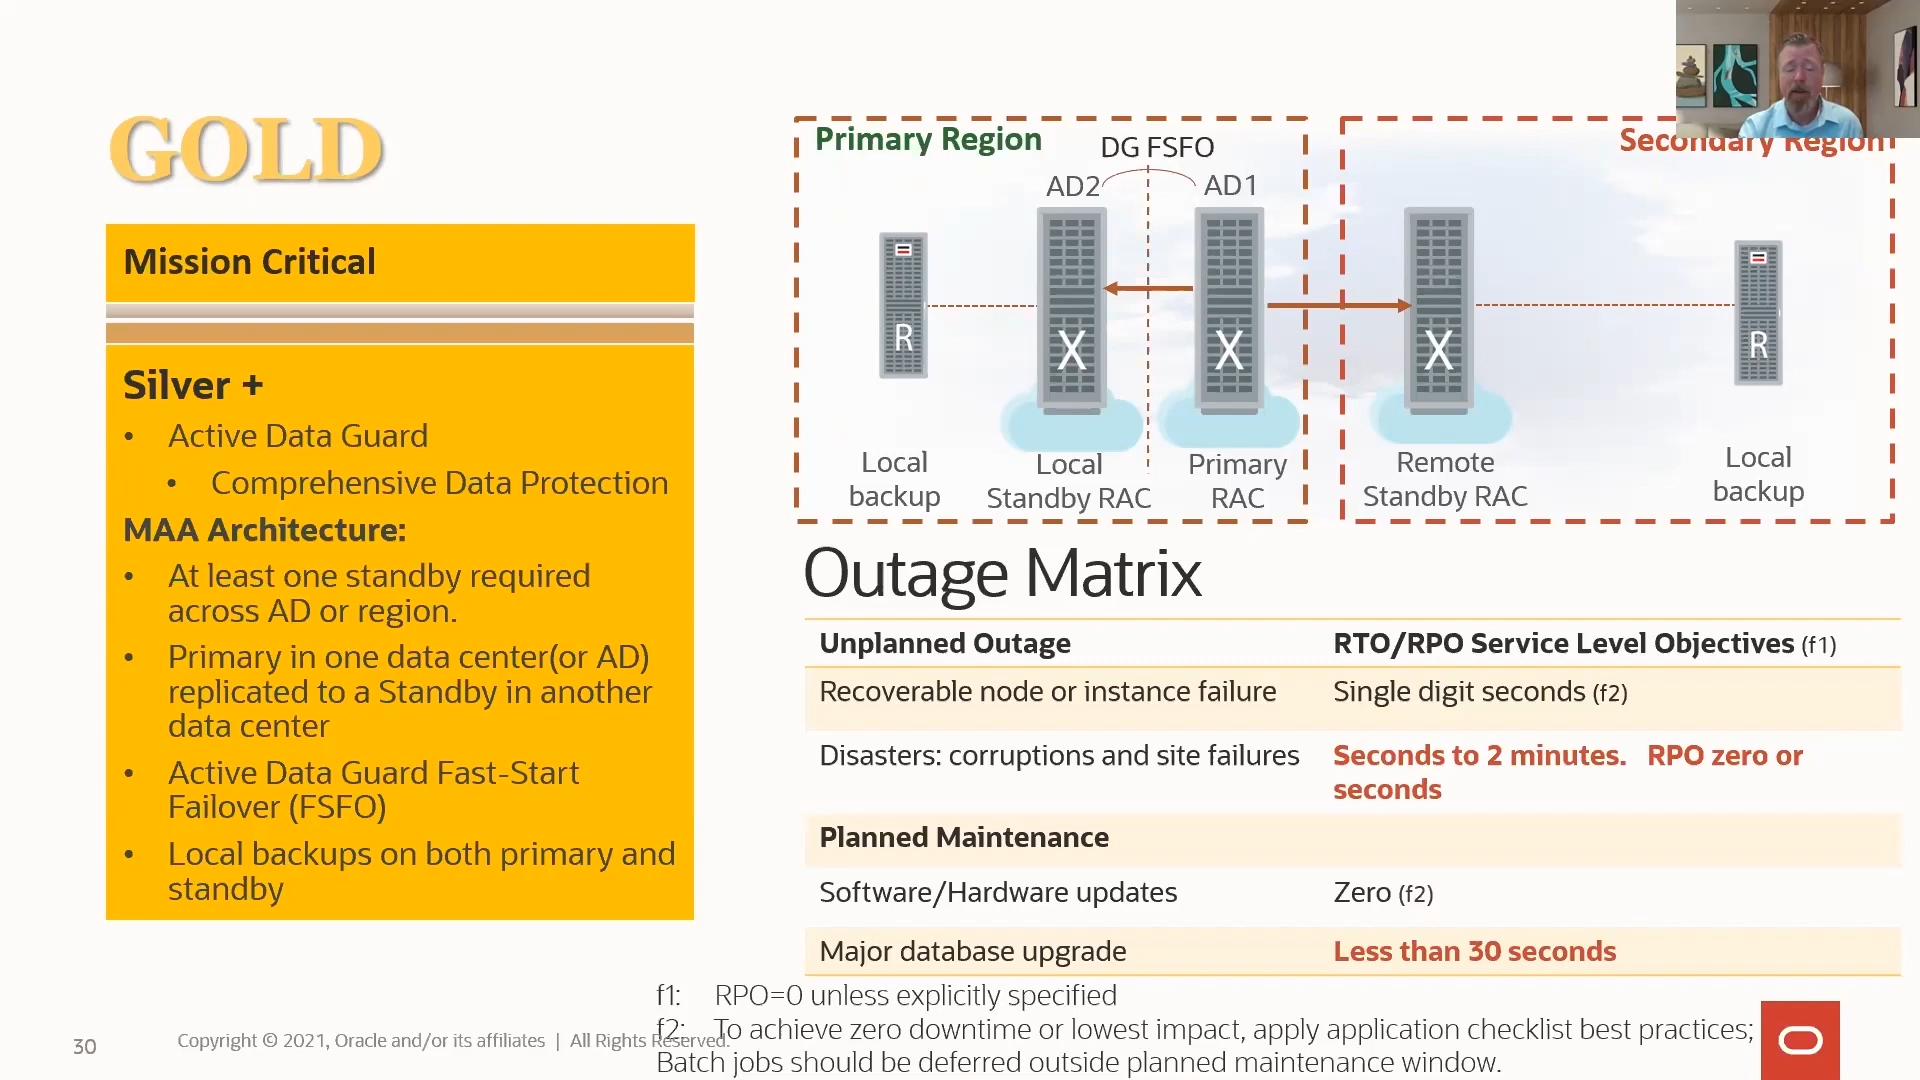 GOLD
Mission Critical
Silver +
• Active Data Guard
• Comprehensive Data Protection
MAA Architecture:
• At least one standby required
across AD or region.
• Primary in one data center(or AD)
replicated to a Standby in another
data center
• Active Data Guard Fast-Start
Failover (FSFO)
• Local backups on both primary and
standby
Primary Region
DG FSFO
AD2
AD1
Secondary Region
R
X
X
X
R
Local
backup
Local
Standby RAC
Primary
RAC
Remote
Standby RAC
Local
backup
Outage Matrix
Unplanned Outage RTO/RPO Service Level Objectives (f1)
Recoverable node or instance failure Single digit seconds (f2)
Disasters: corruptions and site failures Seconds to 2 minutes. RPO zero or
seconds
Planned Maintenance
Software/Hardware updates Zero (f2)
Major database upgrade Less than 30 seconds
f1: RPO=0 unless explicitly specified
f2: To achieve zero downtime or lowest impact, apply application checklist best practices;
Batch jobs should be deferred outside planned maintenance window.
30
Copyright © 2021, Oracle and/or its affiliates | All Rights Reserved.